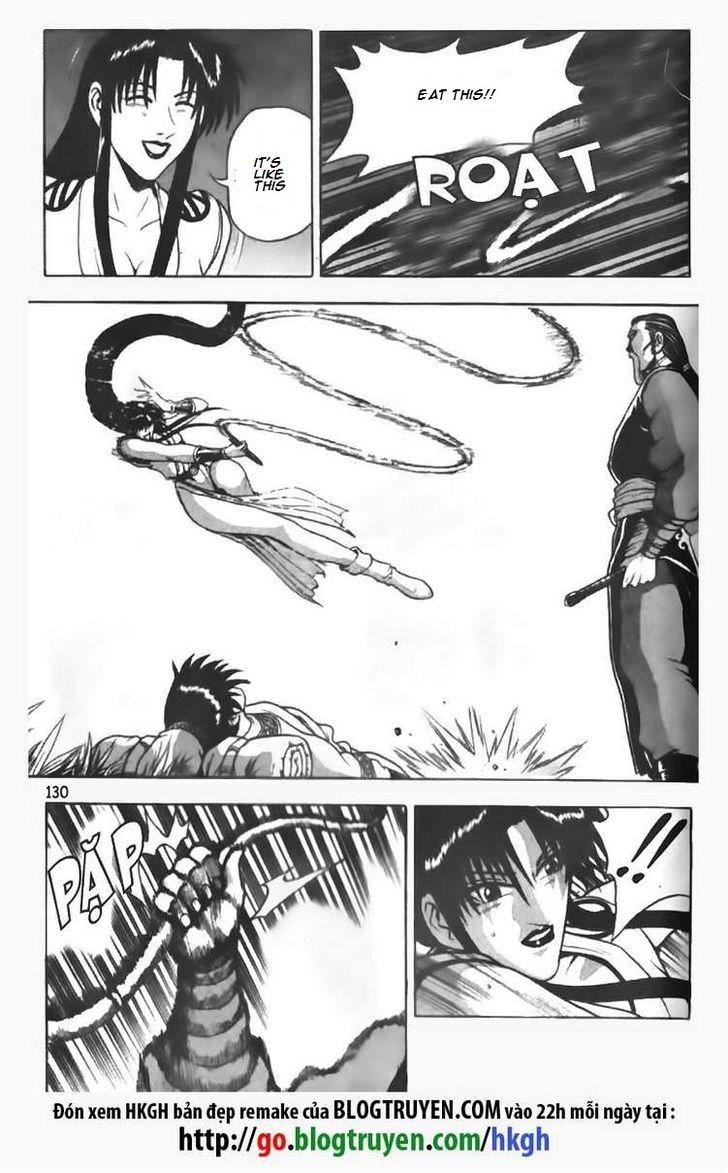 IT'S
LIKE
THIS
EAT THIS!!
ROẠT
130
PẶP
!!
Đón xem HKGH bản đẹp remake của BLOGTRUYEN.COM vào 22h mỗi ngày tại :
http://go.blogtruyen.com/hkgh